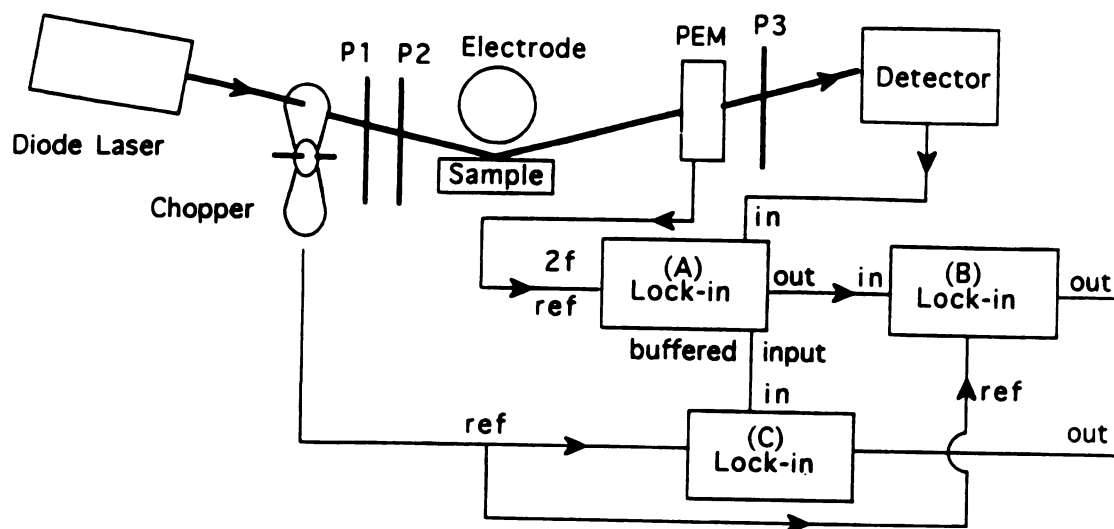 Diode Laser
Chopper
P1
P2
Electrode
Sample
PEM
P3
Detector
in
2f
ref
(A)
Lock-in
out
in
(B)
Lock-in
out
buffered input
in
ref
ref
(C)
Lock-in
out